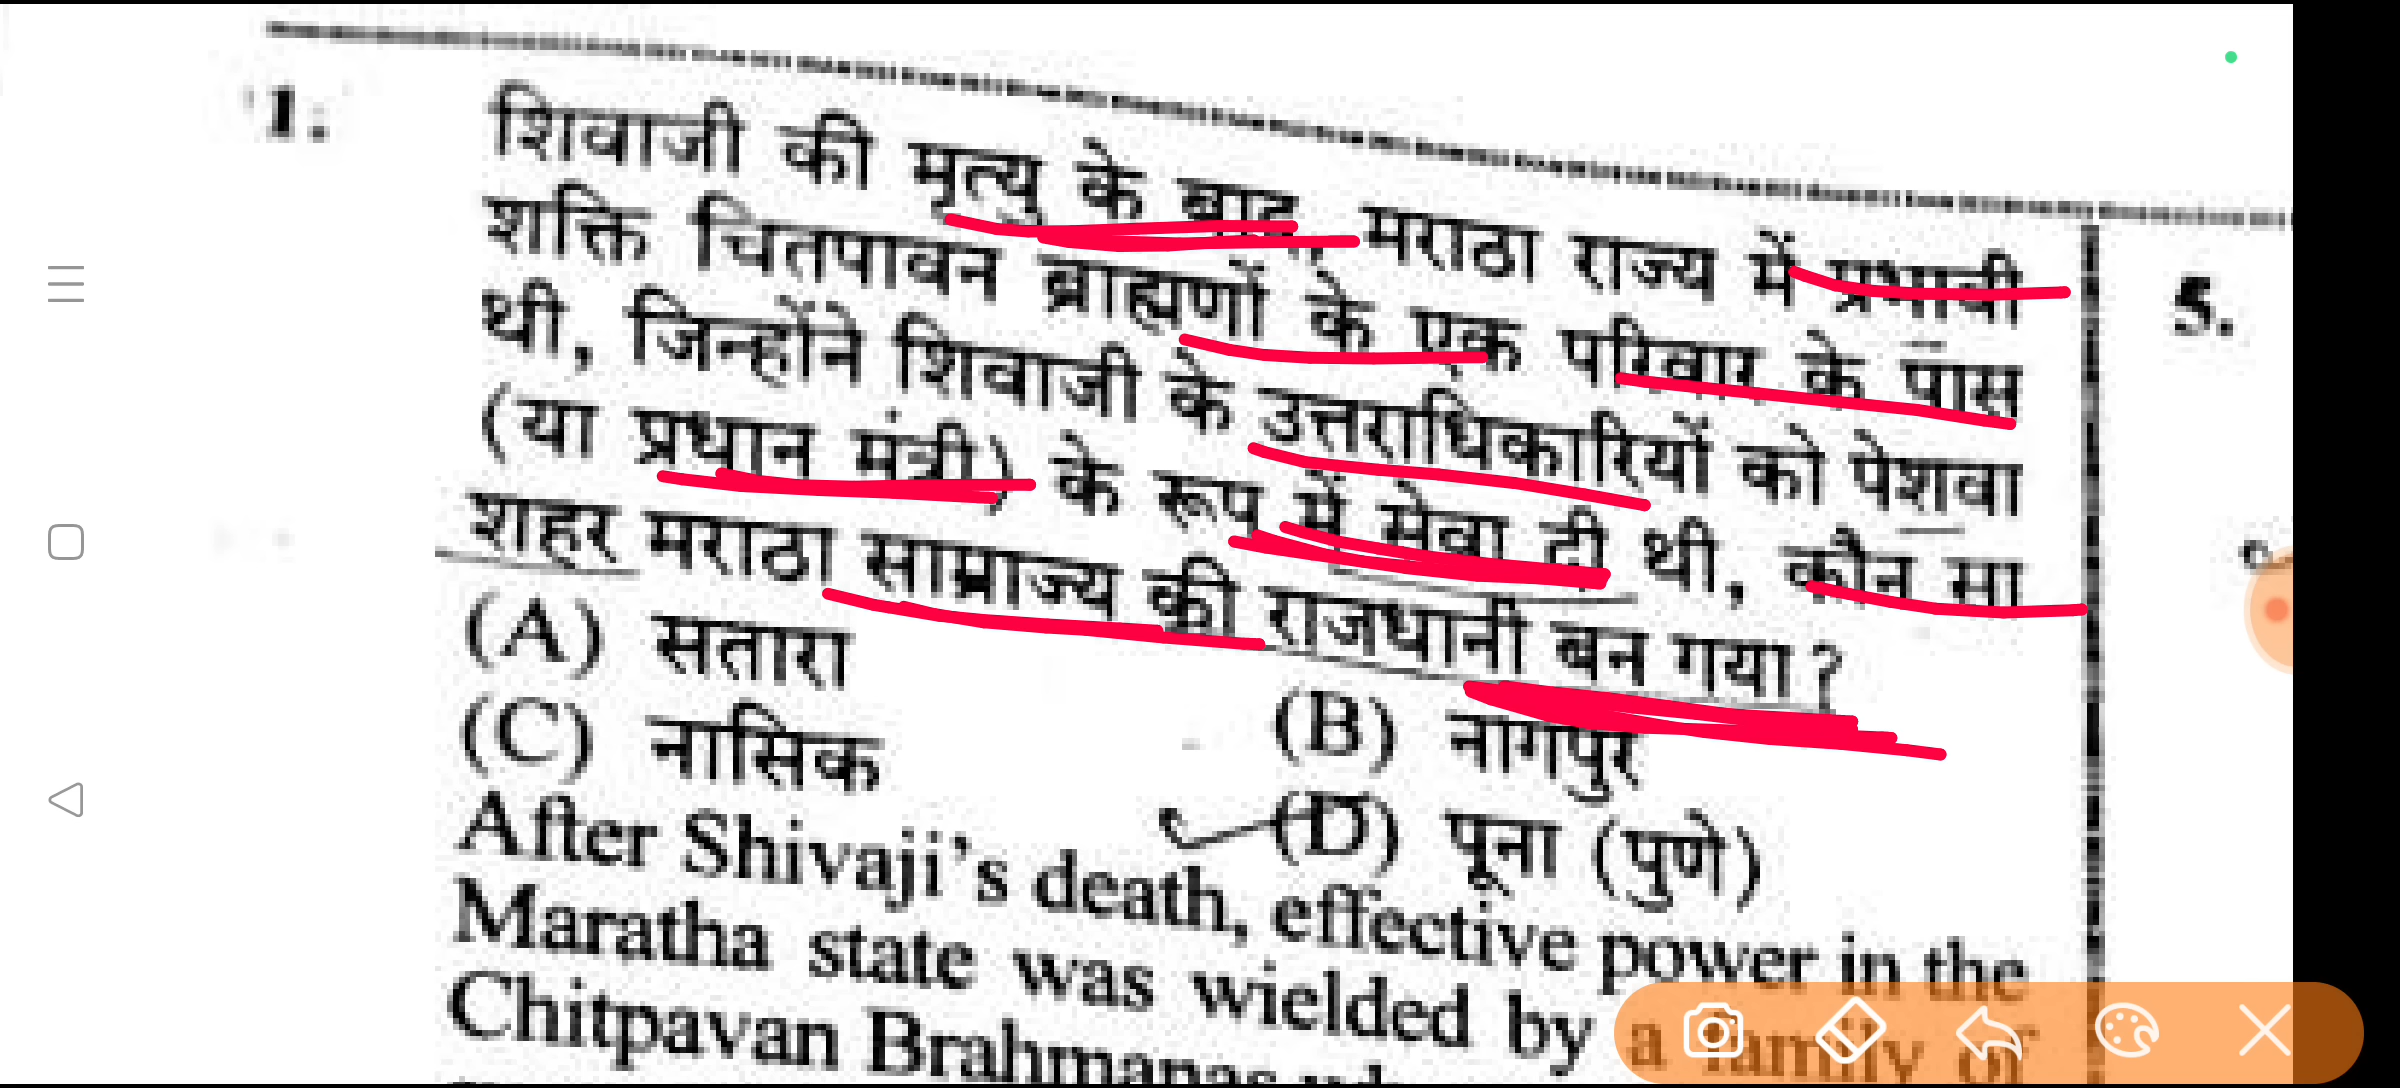 1.
शिवाजी की मृत्यु के बाद, मराठा राज्य में प्रभावी
शक्ति चितपावन ब्राह्मणों के एक परिवार के पास
थी, जिन्होंने शिवाजी के उत्तराधिकारियों को पेशवा
(या प्रधान मंत्री) के रूप में सेवा दी थी, कौन सा
शहर मराठा साम्राज्य की राजधानी बन गया?
(A) सतारा
(B) नागपुर
(C) नासिक
(D) पूना (पुणे)
After Shivaji's death, effective power in the
Maratha state was wielded by a family of
Chitpavan Brahmanas
5.